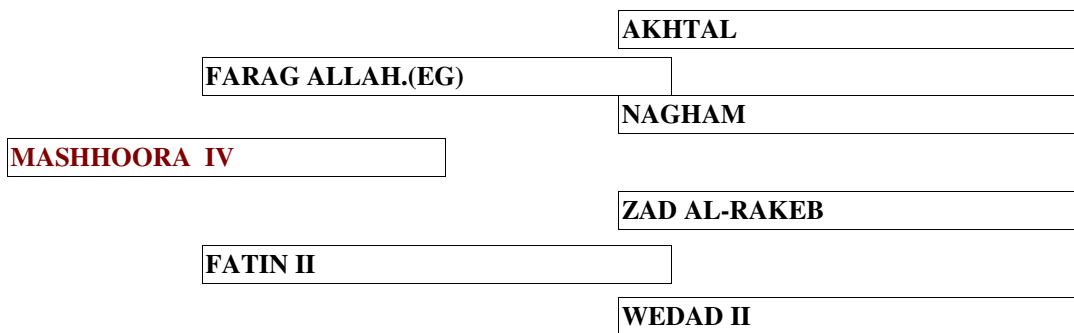 AKHTAL
FARAG ALLAH.(EG)
NAGHAM
MASHHOORA IV
ZAD AL-RAKEB
FATIN II
WEDAD II